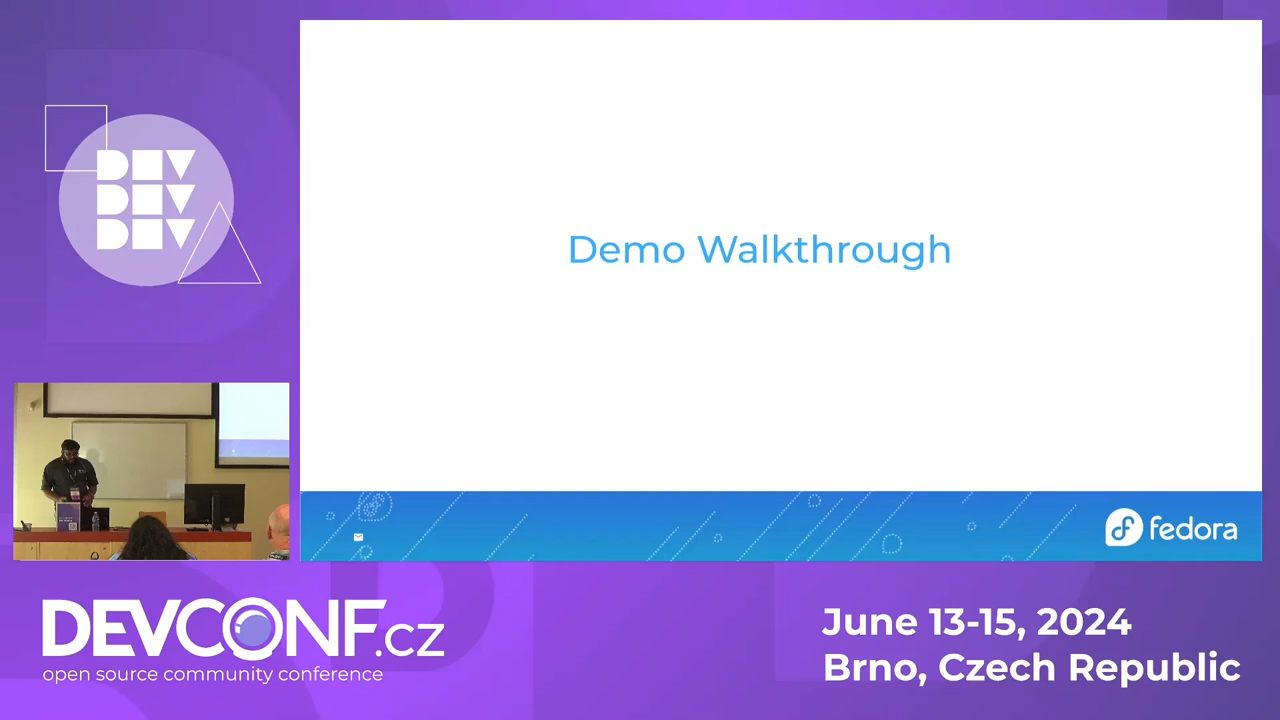 DEV
DEV
DEV
Demo Walkthrough
fedora
DEVCONF.cz
open source community conference
June 13-15, 2024
Brno, Czech Republic